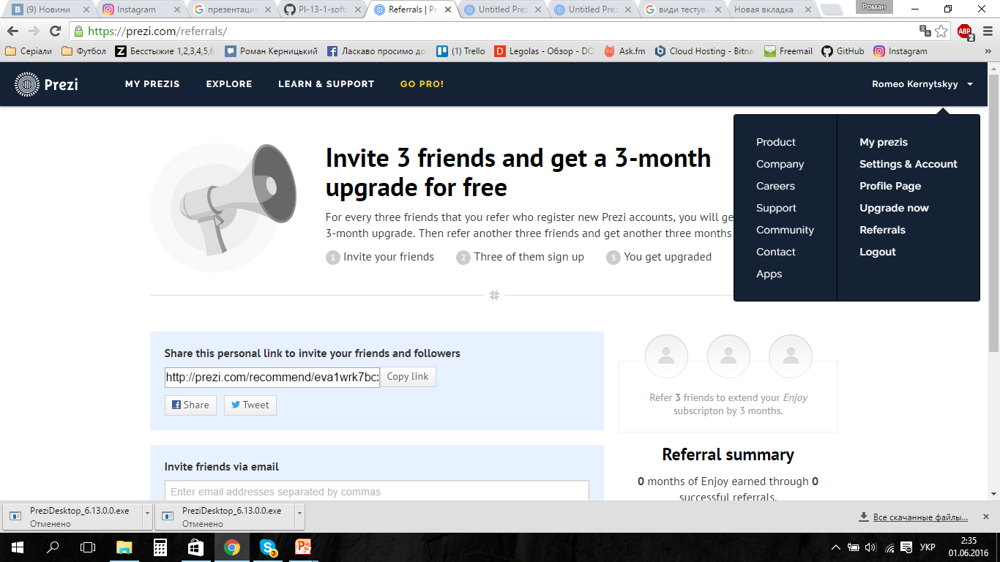 (9) Новини
Instagram
презентація
PI-13-1-softw
Referrals | Pr
Untitled Prez
Untitled Prez
види тестува
Новая вкладка
Роман
https://prezi.com/referrals/
ABP
2
Серіали
Футбол
Бесстыжие 1,2,3,4,5,6
Роман Керницький
Ласкаво просимо до
(1) Trello
Legolas - Обзор - DO
Ask.fm
Cloud Hosting - Bitna
Freemail
GitHub
Instagram
»
Prezi
MY PREZIS
EXPLORE
LEARN & SUPPORT
GO PRO!
Romeo Kernytskyy
Product
Company
Careers
Support
Community
Contact
Apps
My prezis
Settings & Account
Profile Page
Upgrade now
Referrals
Logout
Invite 3 friends and get a 3-month
upgrade for free
For every three friends that you refer who register new Prezi accounts, you will ge
3-month upgrade. Then refer another three friends and get another three months
1 Invite your friends
2 Three of them sign up
3 You get upgraded
Share this personal link to invite your friends and followers
http://prezi.com/recommend/eva1wrk7bcx
Copy link
Share
Tweet
Refer 3 friends to extend your Enjoy
subscripton by 3 months.
Invite friends via email
Enter email addresses separated by commas
Referral summary
0 months of Enjoy earned through 0
successful referrals.
PreziDesktop_6.13.0.0.exe
Отменено
PreziDesktop_6.13.0.0.exe
Отменено
Все скачанные файлы...
3
УКР
2:35
01.06.2016